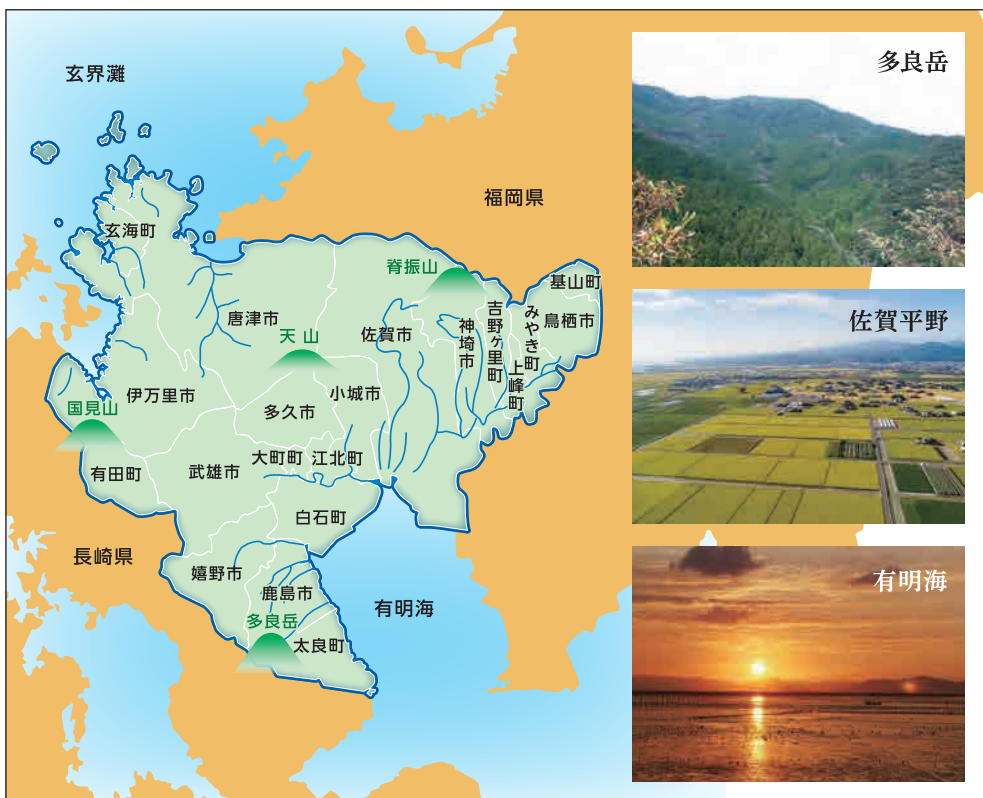 玄界灘
多良岳
福岡県
玄海町
脊振山
基山町
鳥栖市
みやき町
吉野ヶ里町
上峰町
神埼市
佐賀市
唐津市
天山
佐賀平野
伊万里市
小城市
多久市
国見山
有田町
武雄市
大町町
江北町
白石町
長崎県
嬉野市
鹿島市
有明海
多良岳
太良町
有明海